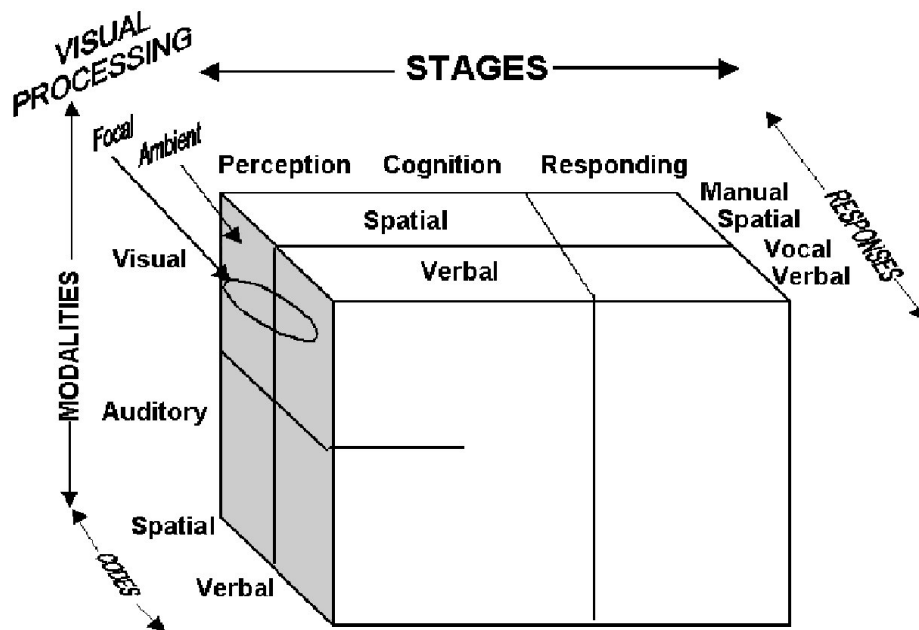 VISUAL
PROCESSING
STAGES
Focal
Ambient
Perception Cognition Responding
Manual
Spatial
Spatial
Vocal
Visual
Verbal
Verbal
RESPONSES
MODALITIES
Auditory
Spatial
Verbal
CODES